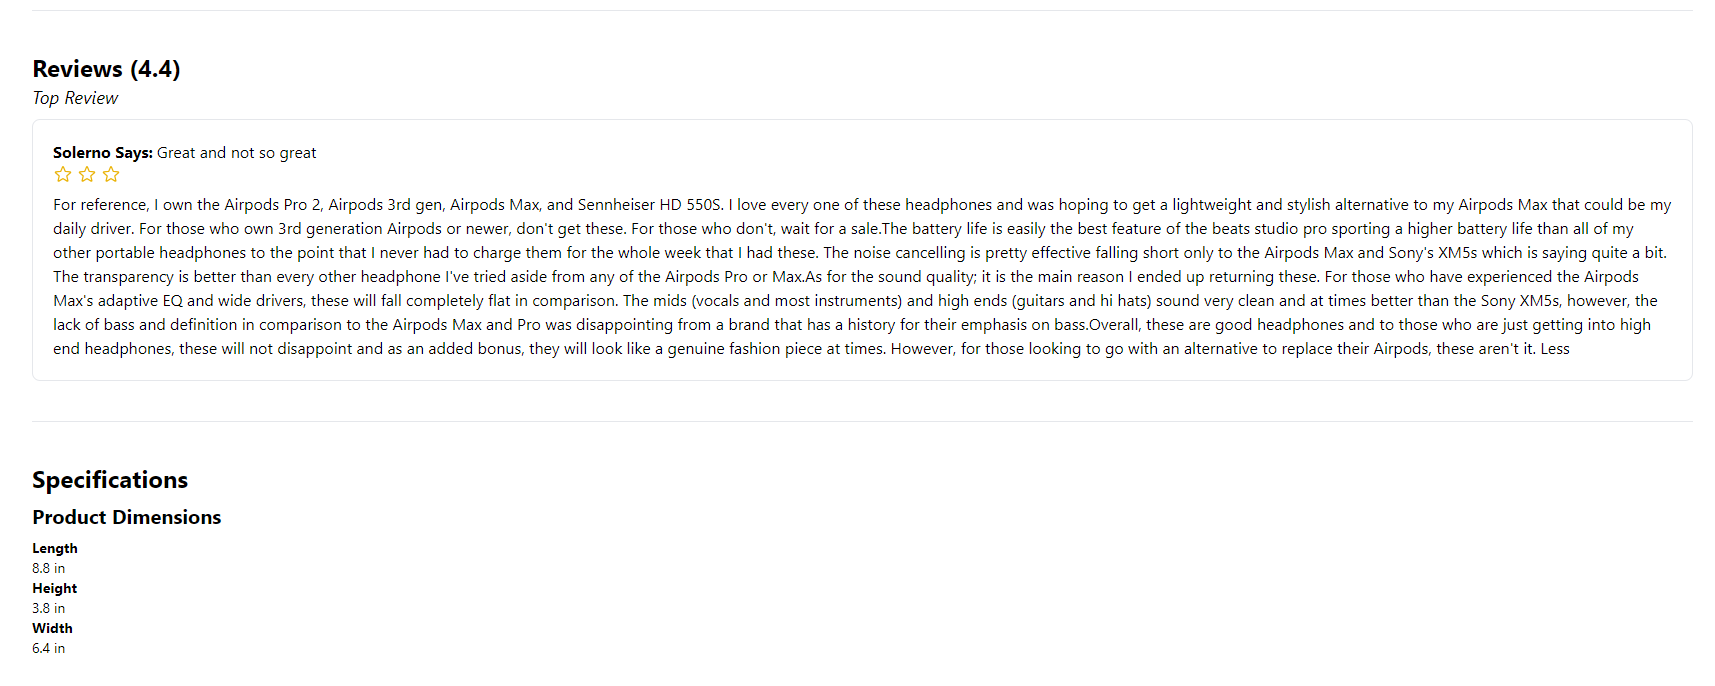 Reviews (4.4)
Top Review
Solerno Says: Great and not so great
For reference, I own the Airpods Pro 2, Airpods 3rd gen, Airpods Max, and Sennheiser HD 550S. I love every one of these headphones and was hoping to get a lightweight and stylish alternative to my Airpods Max that could be my
daily driver. For those who own 3rd generation Airpods or newer, don't get these. For those who don't, wait for a sale.The battery life is easily the best feature of the beats studio pro sporting a higher battery life than all of my
other portable headphones to the point that I never had to charge them for the whole week that I had these. The noise cancelling is pretty effective falling short only to the Airpods Max and Sony's XM5s which is saying quite a bit.
The transparency is better than every other headphone I've tried aside from any of the Airpods Pro or Max.As for the sound quality; it is the main reason I ended up returning these. For those who have experienced the Airpods
Max's adaptive EQ and wide drivers, these will fall completely flat in comparison. The mids (vocals and most instruments) and high ends (guitars and hi hats) sound very clean and at times better than the Sony XM5s, however, the
lack of bass and definition in comparison to the Airpods Max and Pro was disappointing from a brand that has a history for their emphasis on bass.Overall, these are good headphones and to those who are just getting into high
end headphones, these will not disappoint and as an added bonus, they will look like a genuine fashion piece at times. However, for those looking to go with an alternative to replace their Airpods, these aren't it. Less
Specifications
Product Dimensions
Length
8.8 in
Height
3.8 in
Width
6.4 in